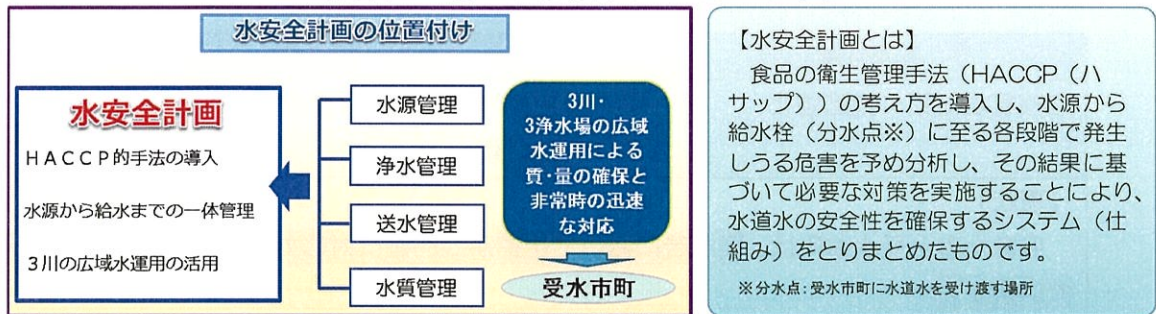 水安全計画の位置付け
水安全計画
HACCP的手法の導入
水源から給水までの一体管理
3川の広域水運用の活用
水源管理
浄水管理
送水管理
水質管理
3川・
3浄水場の広域
水運用による
質・量の確保と
非常時の迅速
な対応
受水市町
【水安全計画とは】
食品の衛生管理手法（HACCP（ハ
サップ））の考え方を導入し、水源から
給水栓（分水点※）に至る各段階で発生
しうる危害を予め分析し、その結果に基
づいて必要な対策を実施することにより、
水道水の安全性を確保するシステム（仕
組み）をとりまとめたものです。
※分水点：受水市町に水道水を受け渡す場所